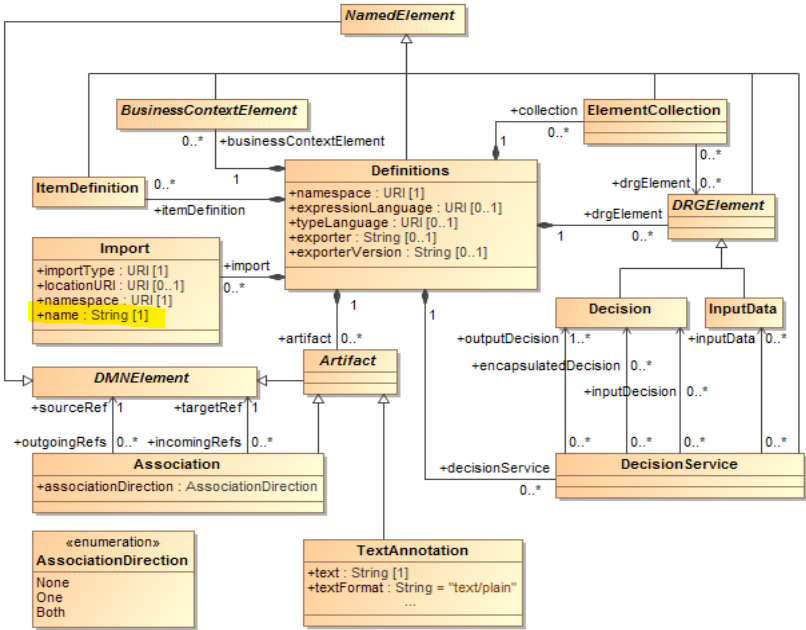 NamedElement
BusinessContextElement
0..*
+businessContextElement
1
+collection
0..*
1
ElementCollection
0..*
+drgElement
0..*
ItemDefinition
0..*
+itemDefinition
Definitions
+namespace : URI [1]
+expressionLanguage : URI [0..1]
+typeLanguage : URI [0..1]
+exporter : String [0..1]
+exporterVersion : String [0..1]
+drgElement
1
0..*
DRGElement
Import
+importType : URI [1]
+locationURI : URI [0..1]
+namespace : URI [1]
+name : String [1]
+import
0..*
1
1
+artifact
0..*
Decision
InputData
+outputDecision
1..*
+inputData
0..*
+encapsulatedDecision
0..*
+inputDecision
0..*
Artifact
DMNElement
+sourceRef
1
+targetRef
1
+outgoingRefs
0..*
+incomingRefs
0..*
0..*
0..*
0..*
0..*
Association
+associationDirection : AssociationDirection
+decisionService
0..*
DecisionService
«enumeration»
AssociationDirection
None
One
Both
TextAnnotation
+text : String [1]
+textFormat : String = "text/plain"
...